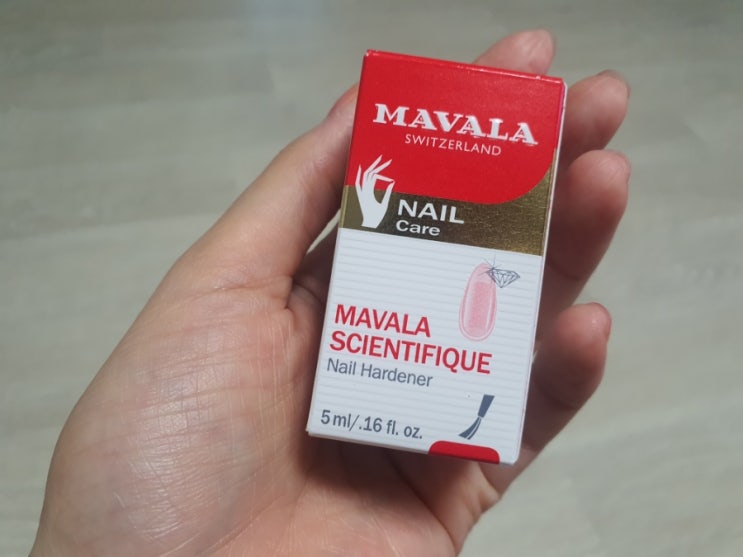 MAVALA
SWITZERLAND
NAIL
Care
MAVALA
SCIENTIFIQUE
Nail Hardener
5 ml/.16 fl. oz.